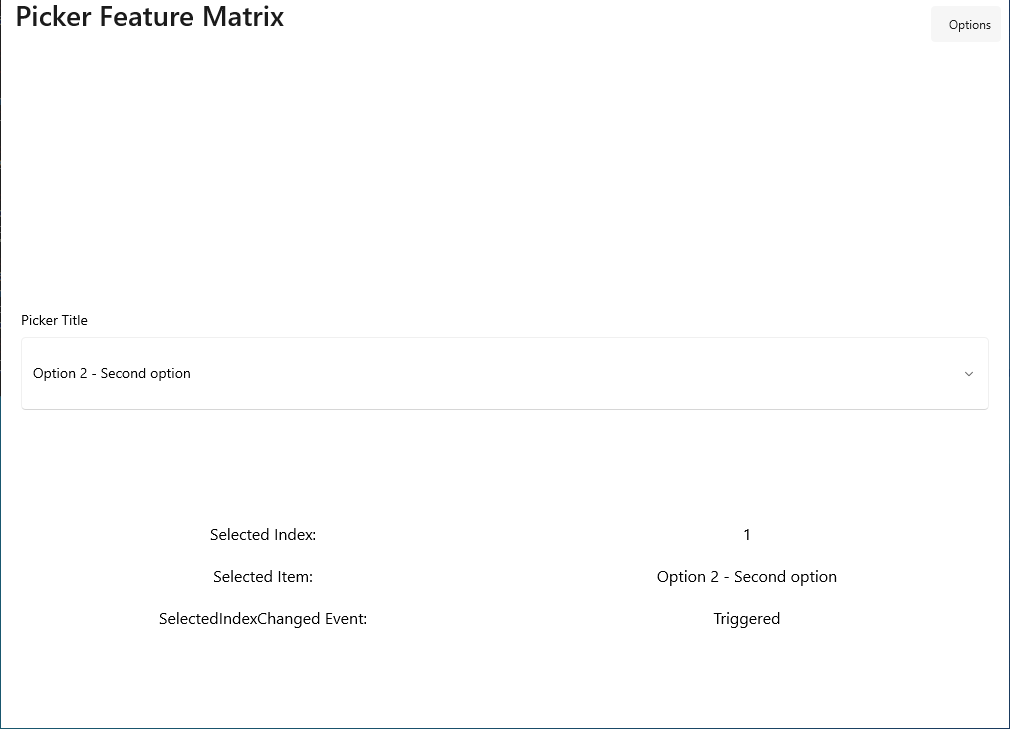 Picker Feature Matrix
Options
Picker Title
Option 2 - Second option
Selected Index: 1
Selected Item: Option 2 - Second option
SelectedIndexChanged Event: Triggered